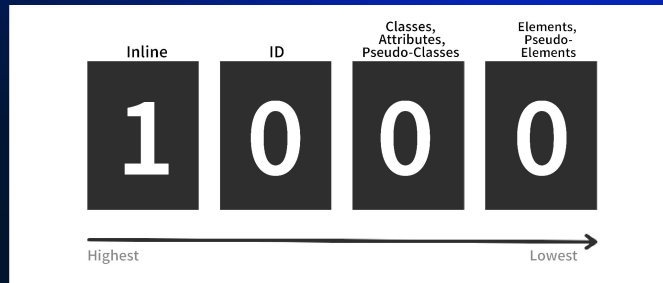 Inline
ID
Classes,
Attributes,
Pseudo-Classes
Elements,
Pseudo-
Elements
1
0
0
0
Highest
Lowest